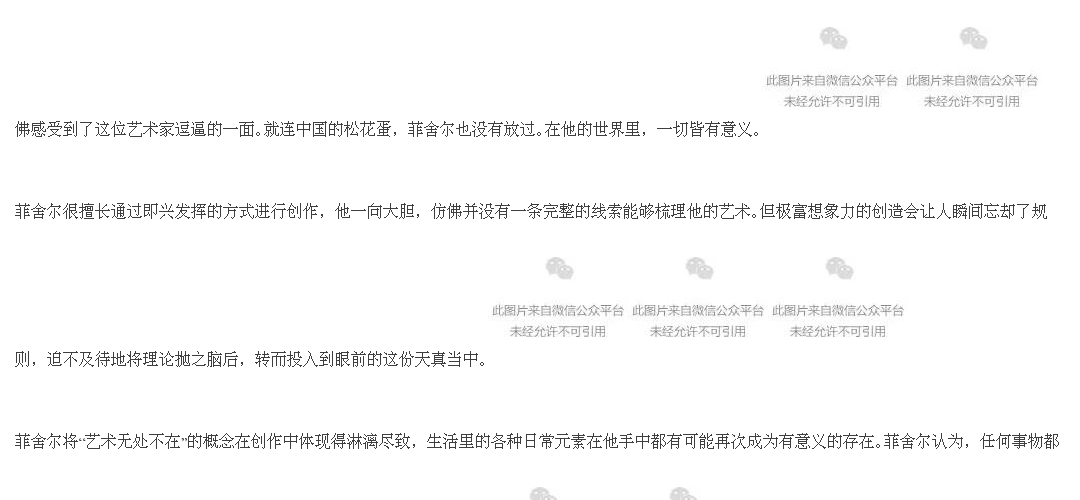 此图片来自微信公众平台 此图片来自微信公众平台
未经允许不可引用 未经允许不可引用
佛感受到了这位艺术家逗逼的一面。就连中国的松花蛋，菲舍尔也没有放过。在他的世界里，一切皆有意义。
菲舍尔很擅长通过即兴发挥的方式进行创作，他一向大胆，仿佛并没有一条完整的线索能够梳理他的艺术。但极富想象力的创造会让人瞬间忘却了规
此图片来自微信公众平台 此图片来自微信公众平台 此图片来自微信公众平台
未经允许不可引用 未经允许不可引用 未经允许不可引用
则，迫不及待地将理论抛之脑后，转而投入到眼前的这份天真当中。
菲舍尔将“艺术无处不在”的概念在创作中体现得淋漓尽致，生活里的各种日常元素在他手中都有可能再次成为有意义的存在。菲舍尔认为，任何事物都